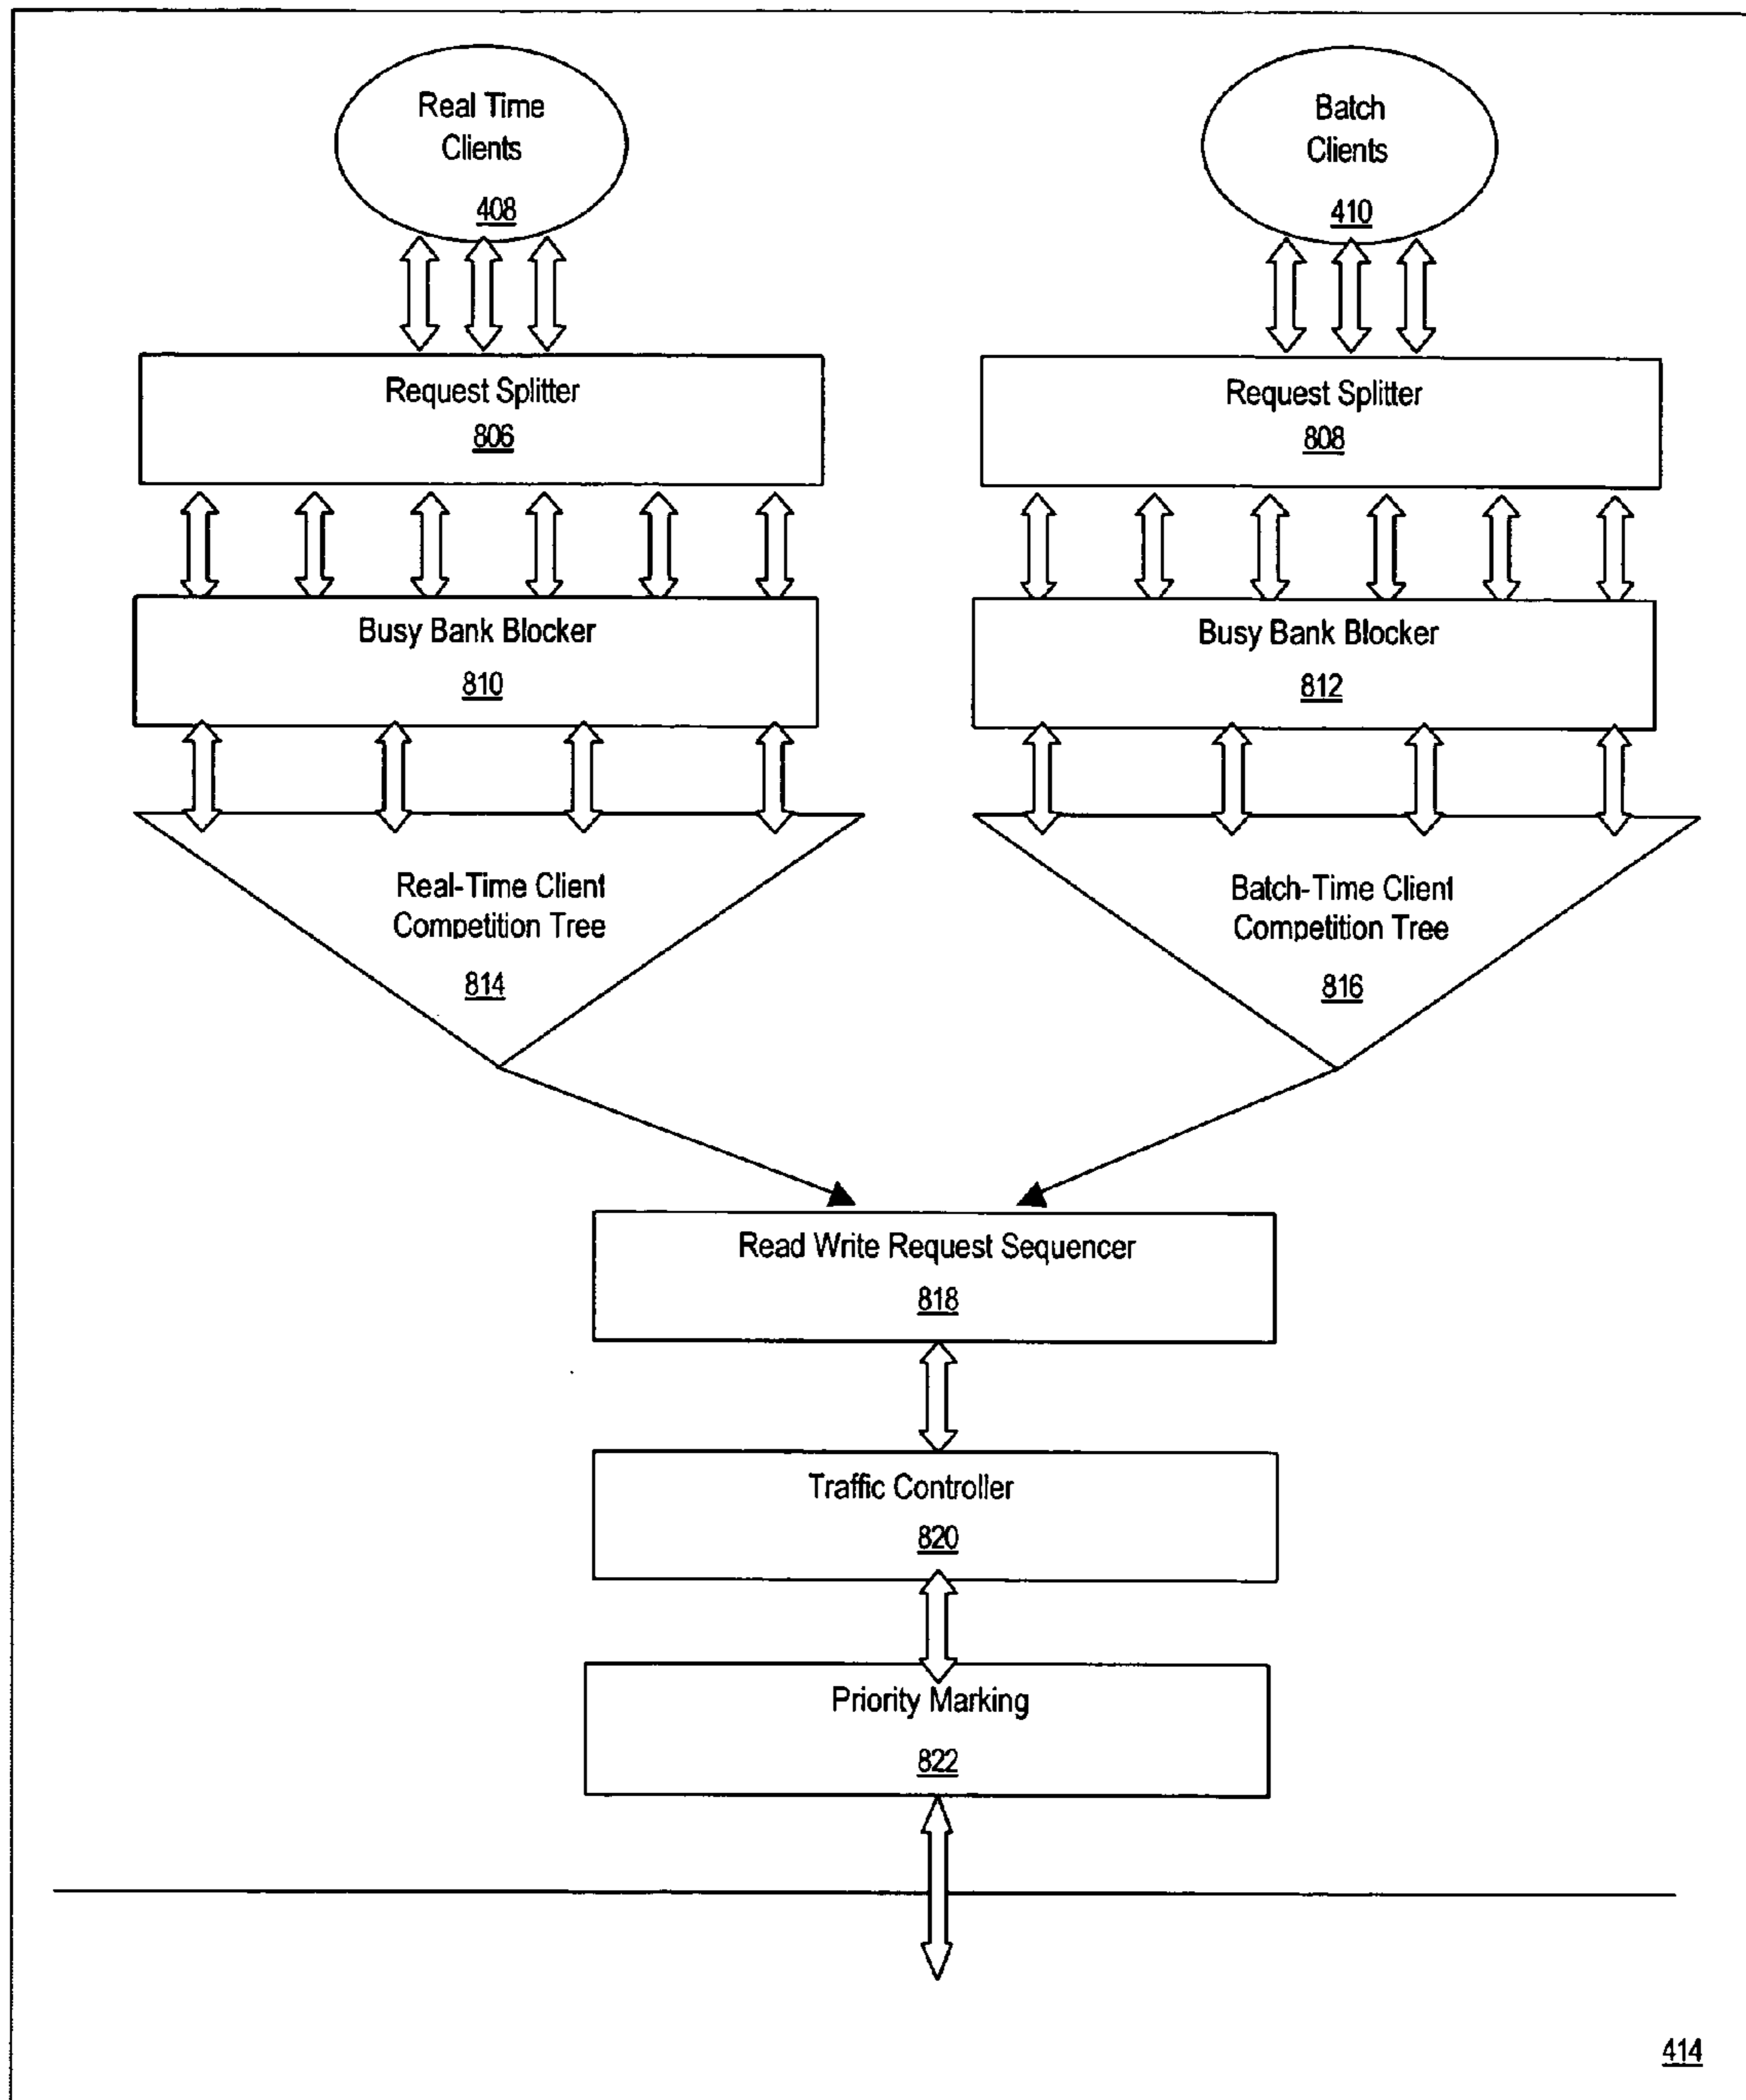 Real Time
Clients
408
Batch
Clients
410
Request Splitter
806
Request Splitter
808
Busy Bank Blocker
810
Busy Bank Blocker
812
Real-Time Client
Competition Tree
814
Batch-Time Client
Competition Tree
816
Read Write Request Sequencer
818
Traffic Controller
820
Priority Marking
822
414